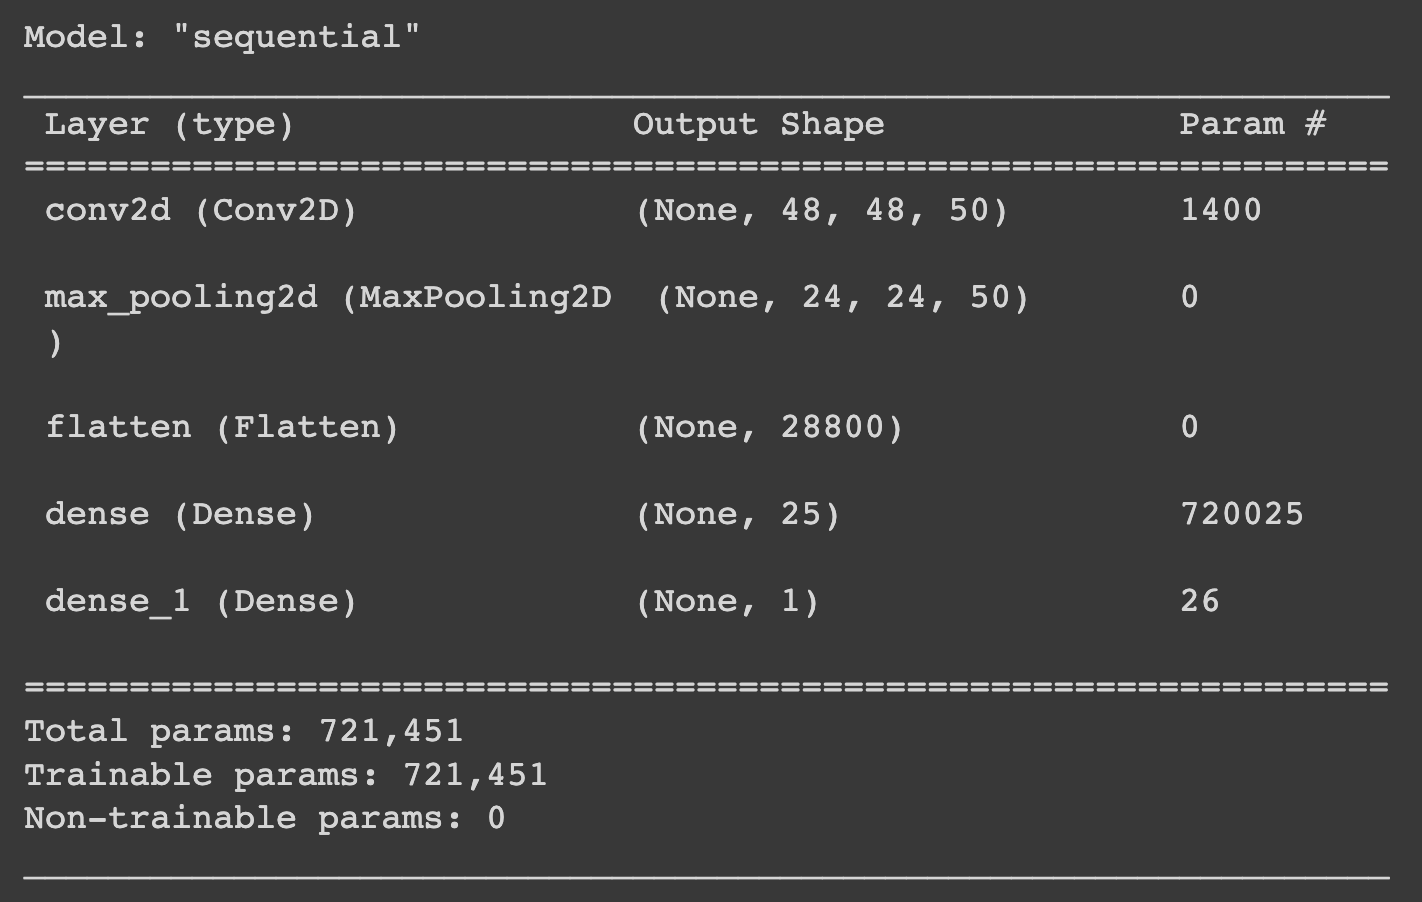 Model: "sequential"
_________________________________________________________________
Layer (type) Output Shape Param #
=================================================================
conv2d (Conv2D) (None, 48, 48, 50) 1400
max_pooling2d (MaxPooling2D (None, 24, 24, 50) 0
)
flatten (Flatten) (None, 28800) 0
dense (Dense) (None, 25) 720025
dense_1 (Dense) (None, 1) 26
=================================================================
Total params: 721,451
Trainable params: 721,451
Non-trainable params: 0
_________________________________________________________________